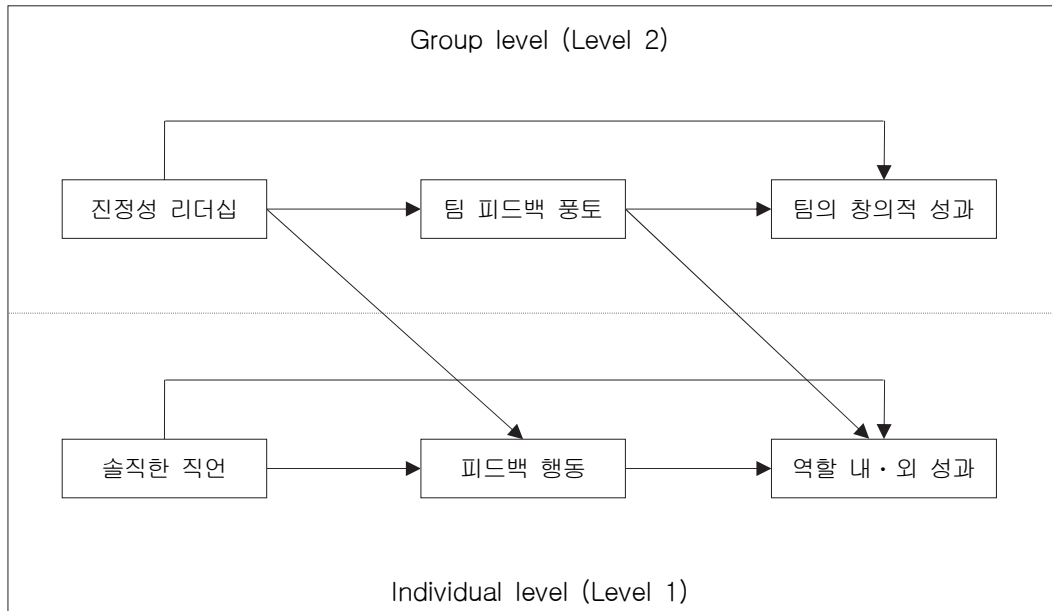 Group level (Level 2)
진정성 리더십
팀 피드백 풍토
팀의 창의적 성과
솔직한 직언
피드백 행동
역할 내·외 성과
Individual level (Level 1)